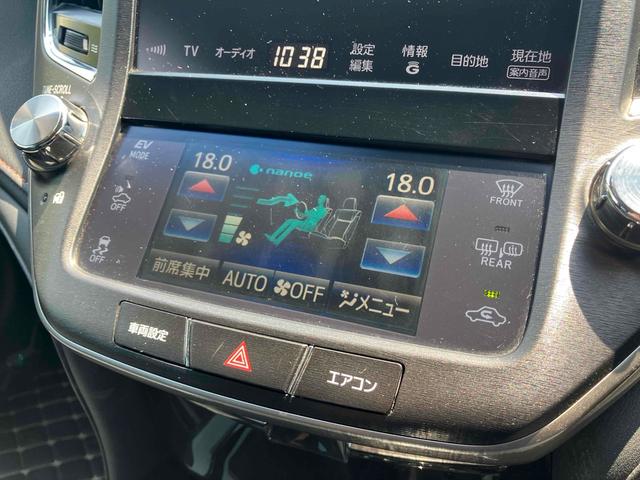 TV オーディオ 10:38 設定編集 情報 G 目的地 現在地 案内音声
TUNE・SCROLL
EV MODE
18.0 nanoe 18.0
FRONT
OFF
REAR
OFF
前席集中 AUTO OFF メニュー
車両設定 エアコン